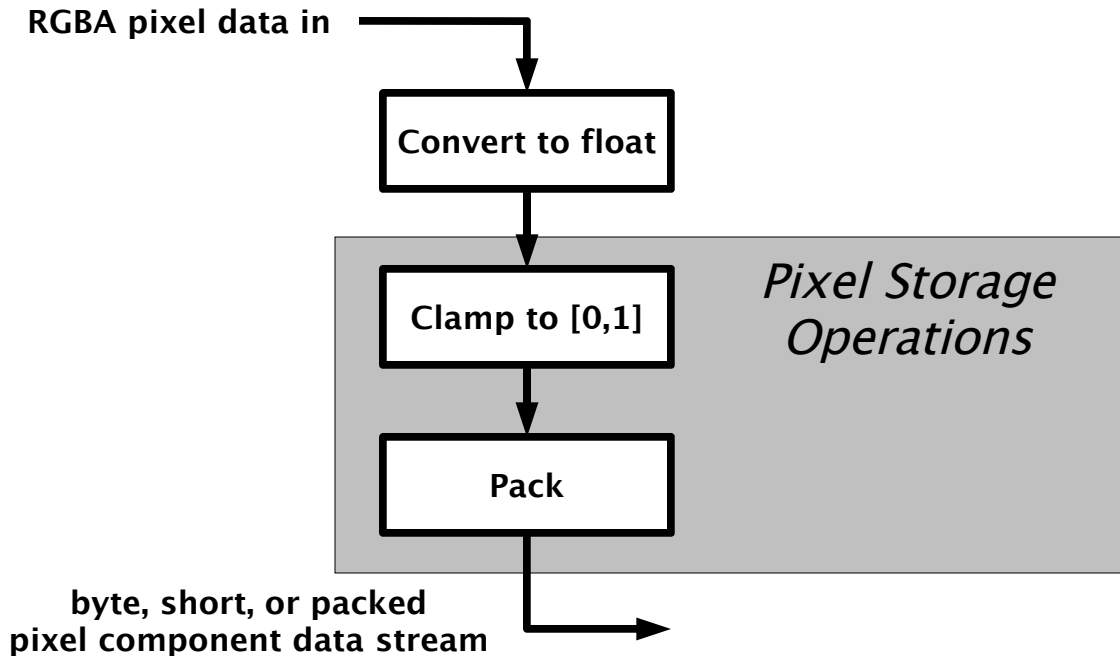 RGBA pixel data in
Convert to float
Clamp to [0,1]
Pixel Storage
Operations
Pack
byte, short, or packed
pixel component data stream